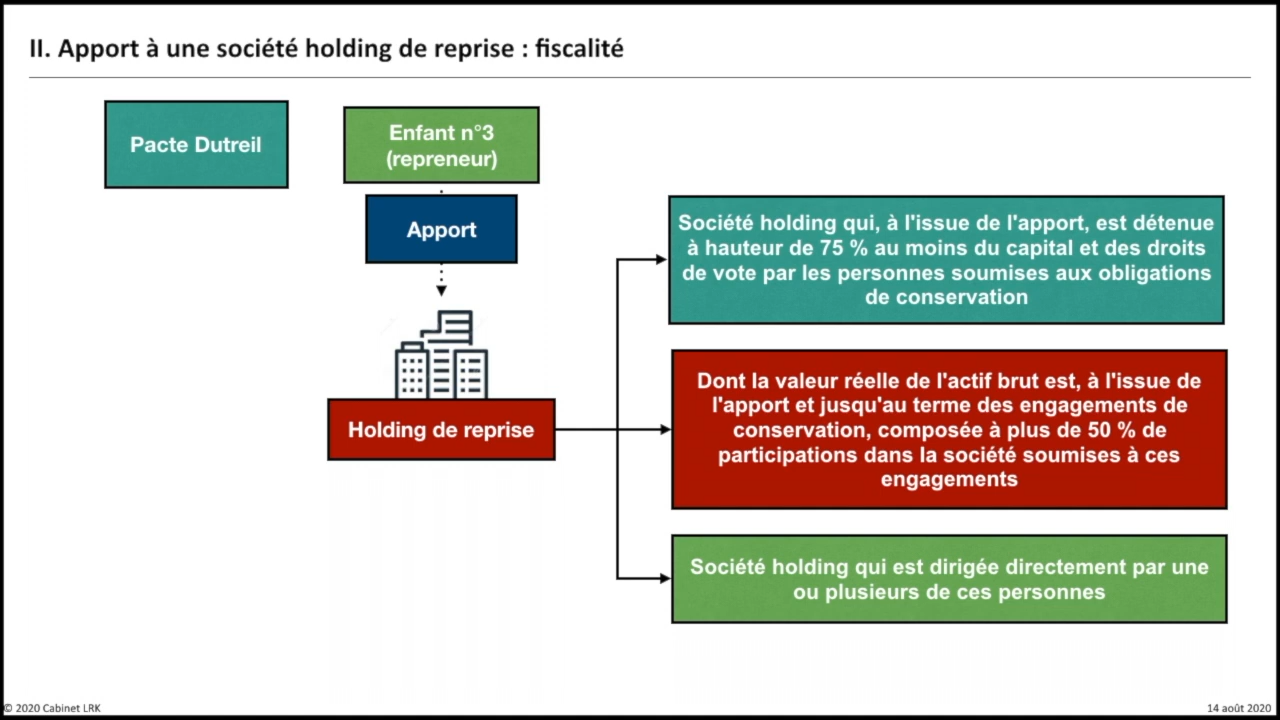 II. Apport à une société holding de reprise : fiscalité
Pacte Dutreil
Enfant n°3
(repreneur)
Apport
Holding de reprise
Société holding qui, à l'issue de l'apport, est détenue
à hauteur de 75 % au moins du capital et des droits
de vote par les personnes soumises aux obligations
de conservation
Dont la valeur réelle de l'actif brut est, à l'issue de
l'apport et jusqu'au terme des engagements de
conservation, composée à plus de 50 % de
participations dans la société soumises à ces
engagements
Société holding qui est dirigée directement par une
ou plusieurs de ces personnes
© 2020 Cabinet LRK
14 août 2020